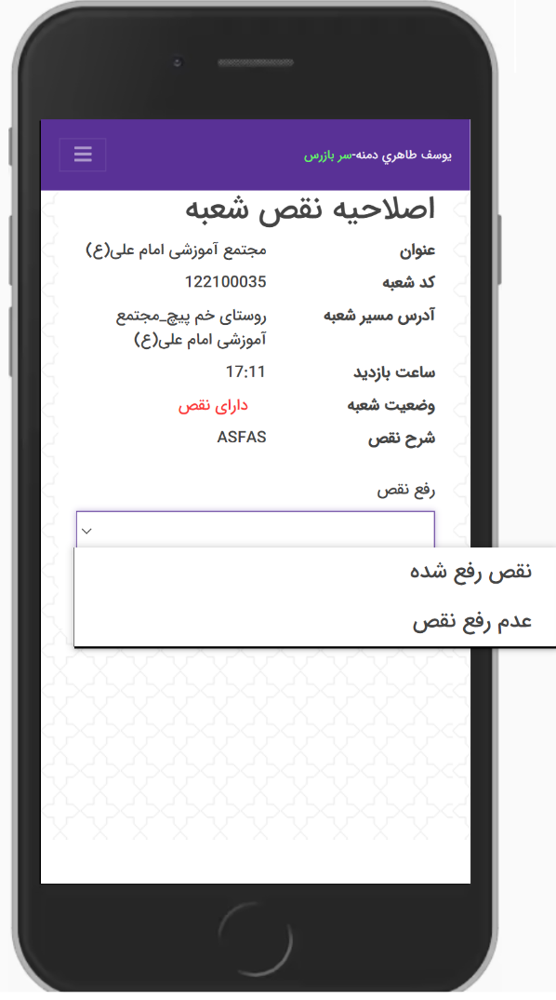 يوسف طاهري دمنه-سر بازرس
اصلاحیه نقص شعبه
عنوان مجتمع آموزشی امام علی(ع)
کد شعبه 122100035
آدرس مسیر شعبه روستای خم پیچ_مجتمع
آموزشی امام علی(ع)
ساعت بازدید 17:11
وضعیت شعبه دارای نقص
شرح نقص ASFAS
رفع نقص
نقص رفع شده
عدم رفع نقص